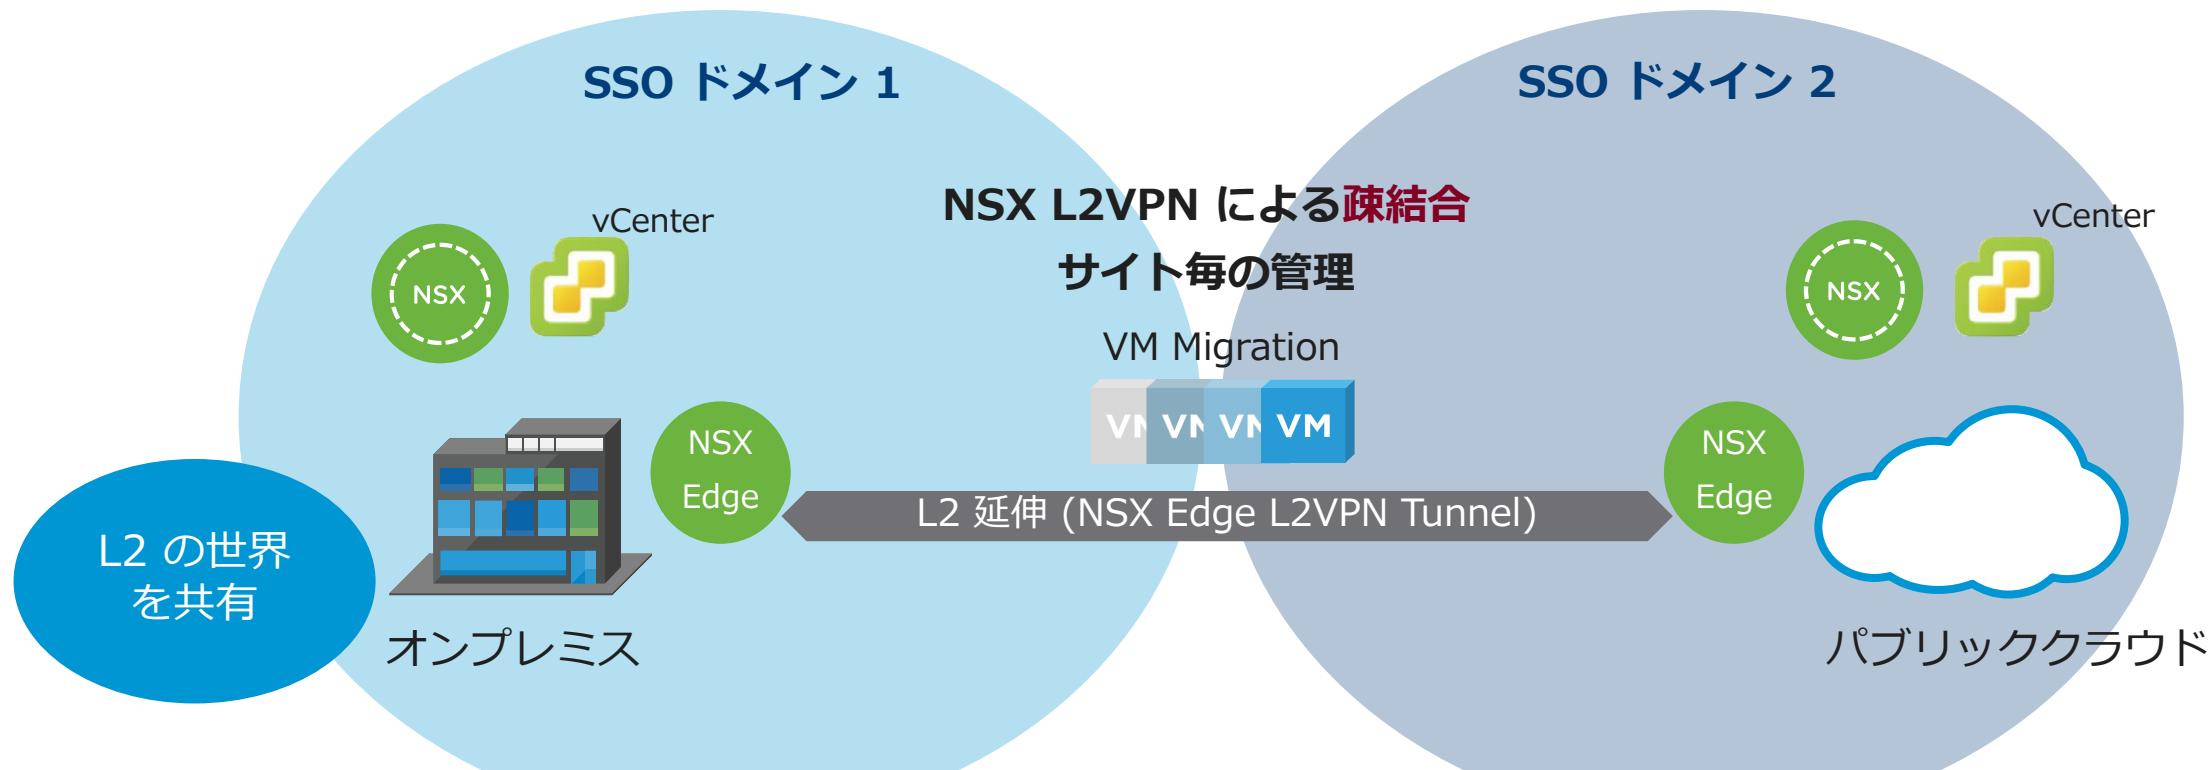 SSO ドメイン 1
SSO ドメイン 2
NSX L2VPN による疎結合
サイト毎の管理
vCenter
NSX
vCenter
NSX
VM Migration
VM
NSX
Edge
NSX
Edge
L2 延伸 (NSX Edge L2VPN Tunnel)
L2 の世界
を共有
オンプレミス
パブリッククラウド